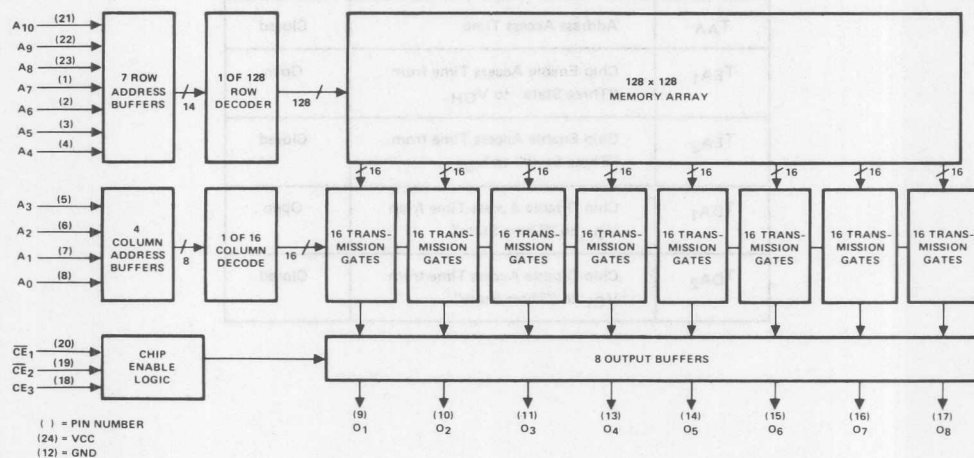 A10 (21)
A9 (22)
A8 (23)
A7 (1)
A6 (2)
A5 (3)
A4 (4)
7 ROW
ADDRESS
BUFFERS
14
1 OF 128
ROW
DECODER
128
128 × 128
MEMORY ARRAY
16 16 16 16 16 16 16 16
A3 (5)
A2 (6)
A1 (7)
A0 (8)
4
COLUMN
ADDRESS
BUFFERS
8
1 OF 16
COLUMN
DECODE
16
16 TRANS-
MISSION
GATES
16 TRANS-
MISSION
GATES
16 TRANS-
MISSION
GATES
16 TRANS-
MISSION
GATES
16 TRANS-
MISSION
GATES
16 TRANS-
MISSION
GATES
16 TRANS-
MISSION
GATES
16 TRANS-
MISSION
GATES
C̅E̅1 (20)
C̅E̅2 (19)
CE3 (18)
CHIP
ENABLE
LOGIC
8 OUTPUT BUFFERS
(9) (10) (11) (13) (14) (15) (16) (17)
O1 O2 O3 O4 O5 O6 O7 O8
( ) = PIN NUMBER
(24) = VCC
(12) = GND